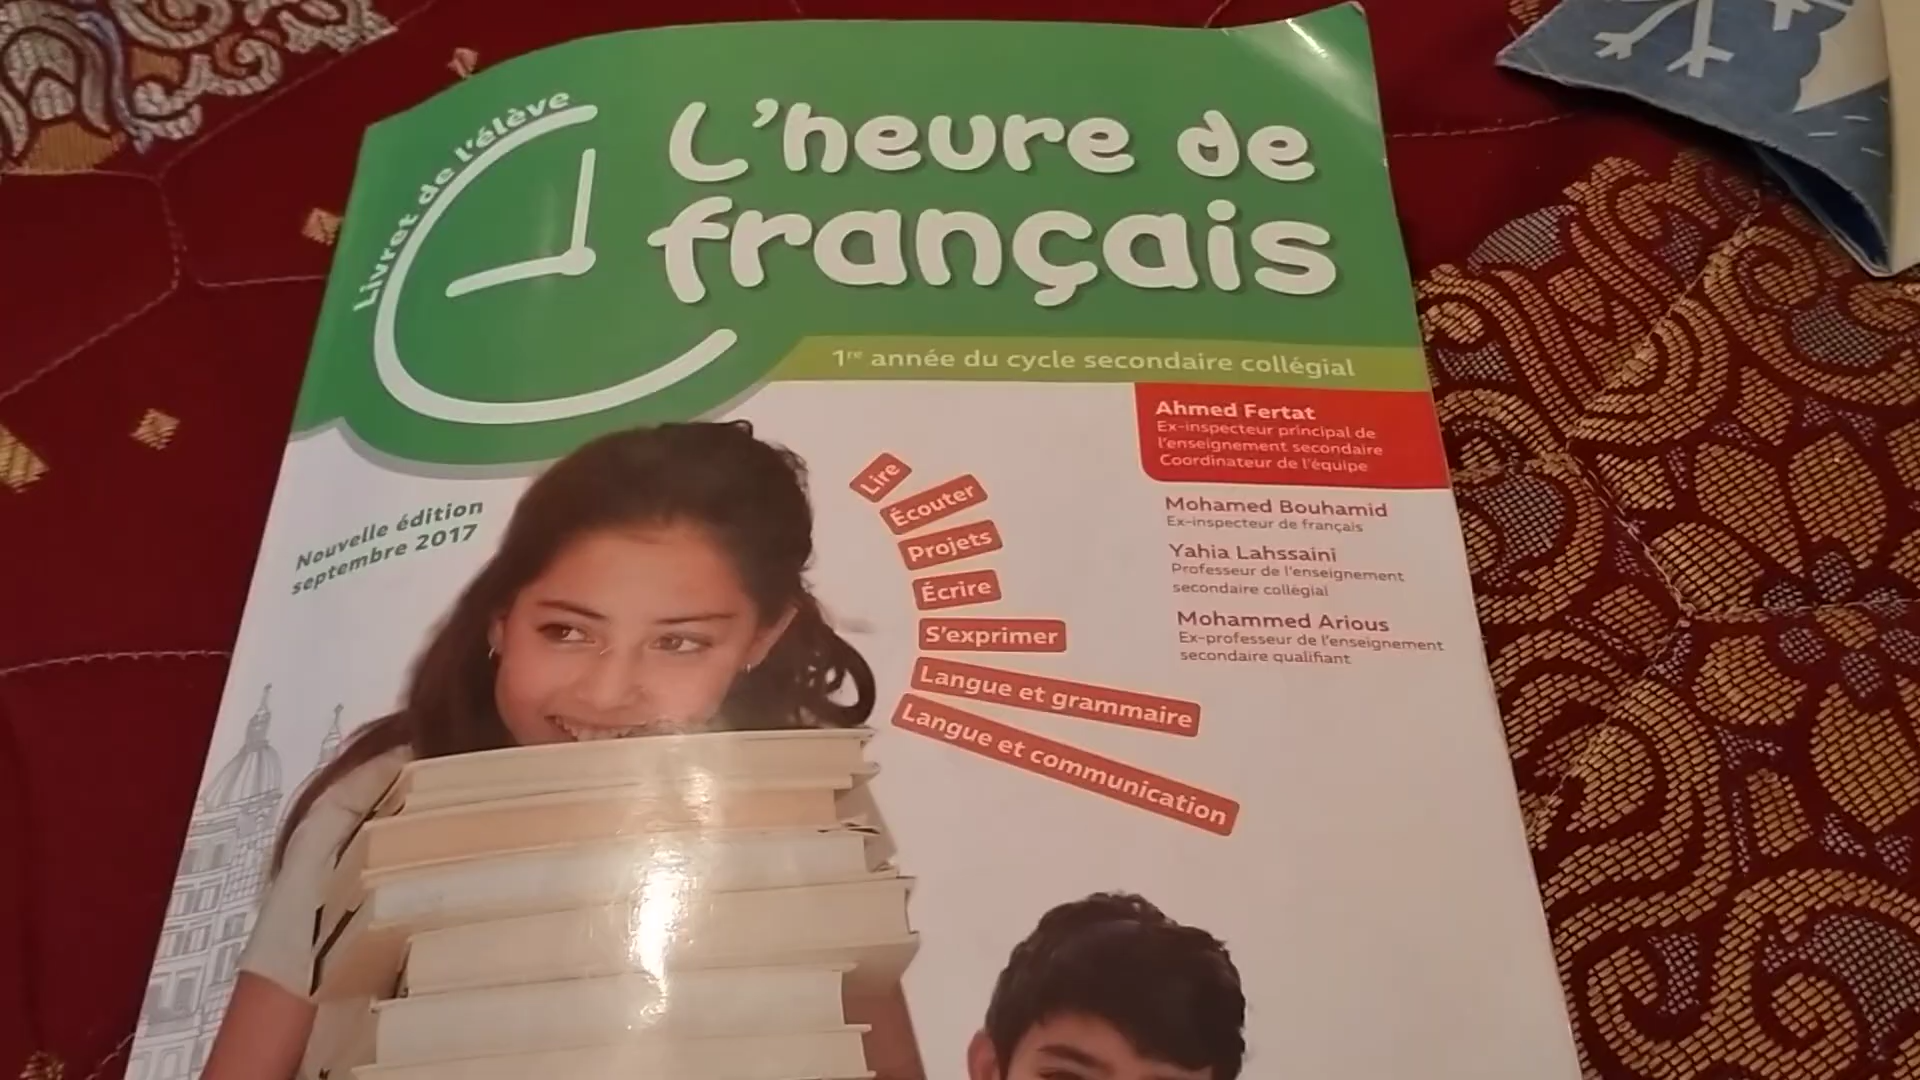 Livret de l'élève
L'heure de
français
1re année du cycle secondaire collégial
Ahmed Fertat
Ex-inspecteur principal de
l'enseignement secondaire
Coordinateur de l'équipe
Mohamed Bouhamid
Ex-inspecteur de français
Yahia Lahssaini
Professeur de l'enseignement
secondaire collégial
Mohammed Arious
Ex-professeur de l'enseignement
secondaire qualifiant
Nouvelle édition
septembre 2017
Lire
Écouter
Projets
Écrire
S'exprimer
Langue et grammaire
Langue et communication